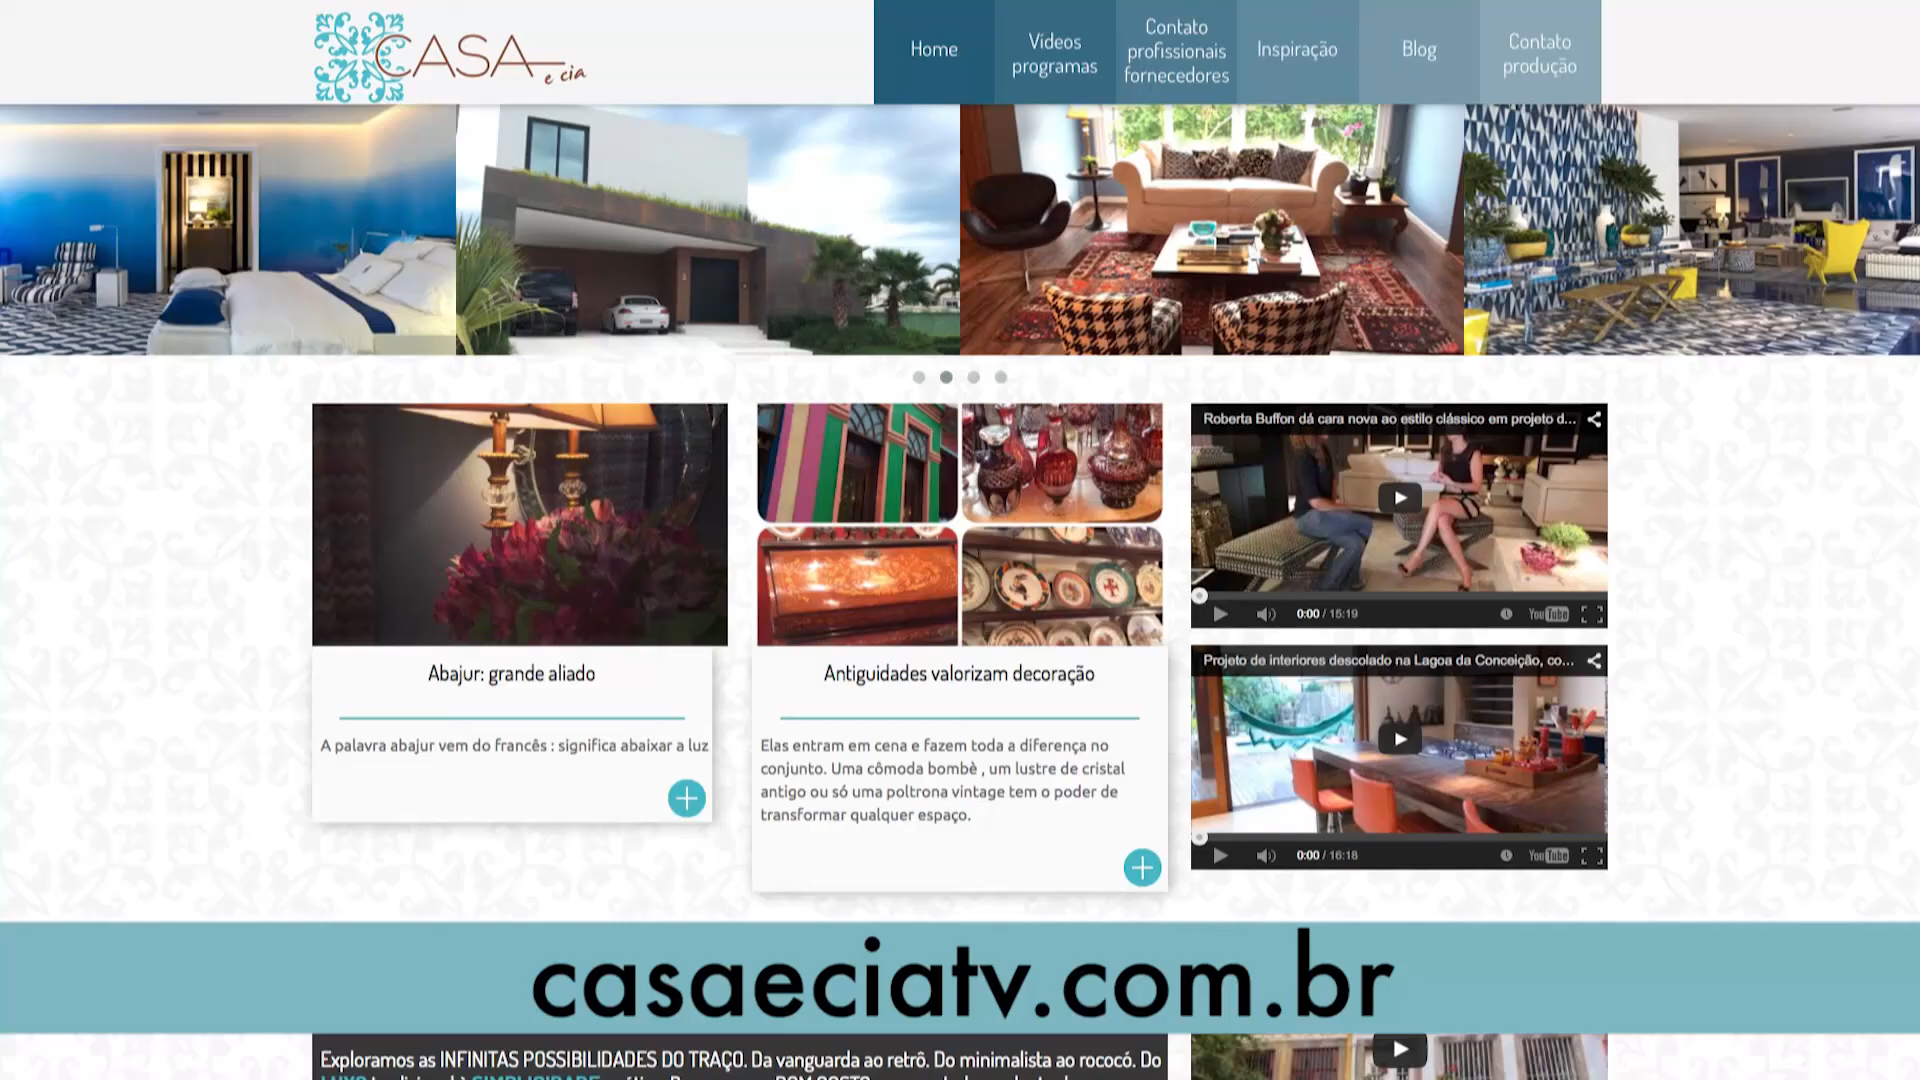 CASA
e cia
Home
Vídeos
programas
Contato
profissionais
fornecedores
Inspiração
Blog
Contato
produção
Abajur: grande aliado
A palavra abajur vem do francês : significa abaixar a luz
Antiguidades valorizam decoração
Elas entram em cena e fazem toda a diferença no
conjunto. Uma cômoda bombè , um lustre de cristal
antigo ou só uma poltrona vintage tem o poder de
transformar qualquer espaço.
Roberta Buffon dá cara nova ao estilo clássico em projeto d...
0:00 / 15:19
YouTube
Projeto de interiores descolado na Lagoa da Conceição, co...
0:00 / 16:18
YouTube
casaeciatv.com.br
Exploramos as INFINITAS POSSIBILIDADES DO TRAÇO. Da vanguarda ao retrô. Do minimalista ao rococó. Do